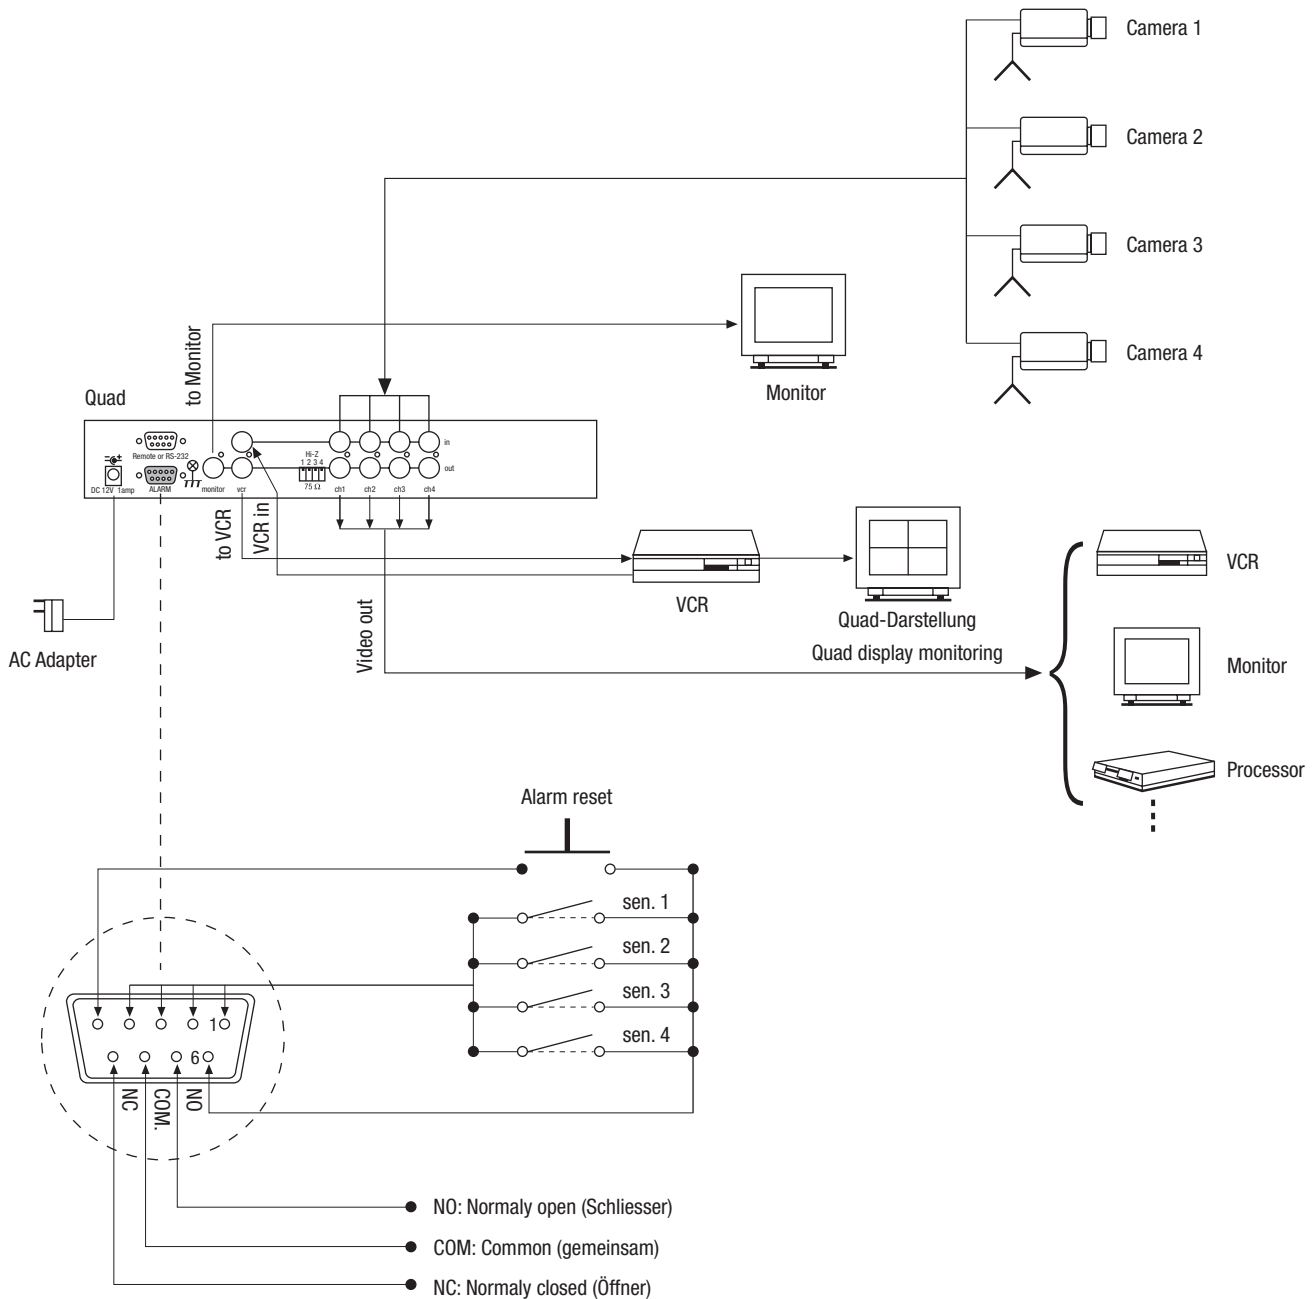 Camera 1
Camera 2
Camera 3
Camera 4
to Monitor
Monitor
Quad
Remote or RS-232
Hi-Z
1 2 3 4
75 Ω
in
out
DC 12V 1amp
ALARM
monitor
vcr
ch1
ch2
ch3
ch4
to VCR
VCR in
VCR
Quad-Darstellung
Quad display monitoring
Video out
VCR
Monitor
Processor
AC Adapter
Alarm reset
sen. 1
sen. 2
sen. 3
sen. 4
1
6
NC
COM.
NO
NO: Normaly open (Schliesser)
COM: Common (gemeinsam)
NC: Normaly closed (Öffner)